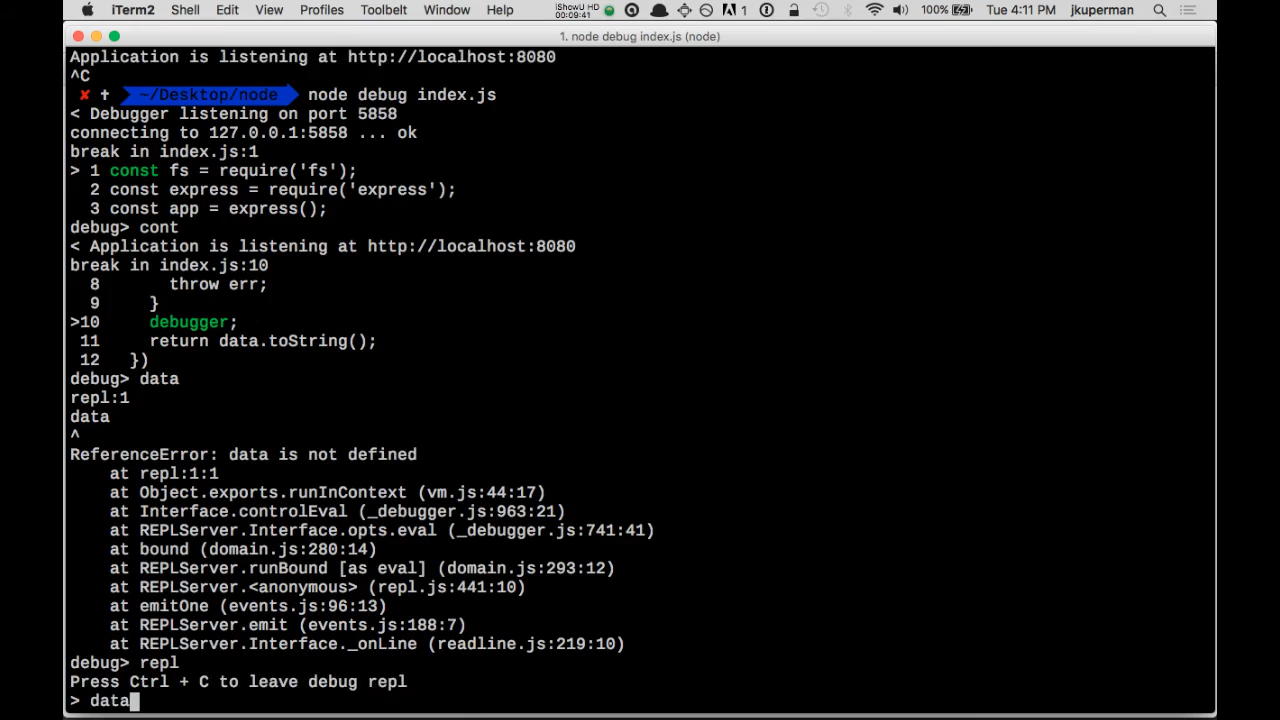 iTerm2 Shell Edit View Profiles Toolbelt Window Help iShowU HD 00:09:41 1 100% Tue 4:11 PM jkuperman
1. node debug index.js (node)
Application is listening at http://localhost:8080
^C
✘ † ~/Desktop/node node debug index.js
< Debugger listening on port 5858
connecting to 127.0.0.1:5858 ... ok
break in index.js:1
> 1 const fs = require('fs');
2 const express = require('express');
3 const app = express();
debug> cont
< Application is listening at http://localhost:8080
break in index.js:10
8 throw err;
9 }
>10 debugger;
11 return data.toString();
12 })
debug> data
repl:1
data
^
ReferenceError: data is not defined
at repl:1:1
at Object.exports.runInContext (vm.js:44:17)
at Interface.controlEval (_debugger.js:963:21)
at REPLServer.Interface.opts.eval (_debugger.js:741:41)
at bound (domain.js:280:14)
at REPLServer.runBound [as eval] (domain.js:293:12)
at REPLServer.<anonymous> (repl.js:441:10)
at emitOne (events.js:96:13)
at REPLServer.emit (events.js:188:7)
at REPLServer.Interface._onLine (readline.js:219:10)
debug> repl
Press Ctrl + C to leave debug repl
> data